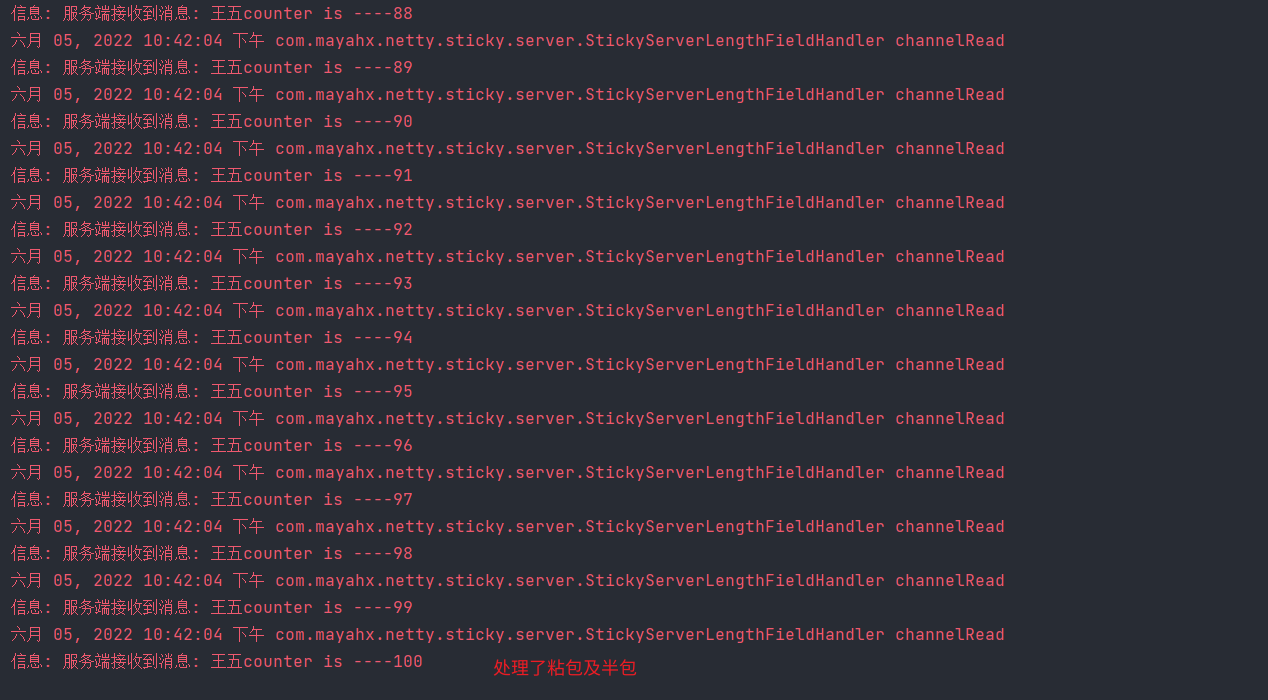 信息: 服务端接收到消息: 王五counter is ----88
六月 05, 2022 10:42:04 下午 com.mayahx.netty.sticky.server.StickyServerLengthFieldHandler channelRead
信息: 服务端接收到消息: 王五counter is ----89
六月 05, 2022 10:42:04 下午 com.mayahx.netty.sticky.server.StickyServerLengthFieldHandler channelRead
信息: 服务端接收到消息: 王五counter is ----90
六月 05, 2022 10:42:04 下午 com.mayahx.netty.sticky.server.StickyServerLengthFieldHandler channelRead
信息: 服务端接收到消息: 王五counter is ----91
六月 05, 2022 10:42:04 下午 com.mayahx.netty.sticky.server.StickyServerLengthFieldHandler channelRead
信息: 服务端接收到消息: 王五counter is ----92
六月 05, 2022 10:42:04 下午 com.mayahx.netty.sticky.server.StickyServerLengthFieldHandler channelRead
信息: 服务端接收到消息: 王五counter is ----93
六月 05, 2022 10:42:04 下午 com.mayahx.netty.sticky.server.StickyServerLengthFieldHandler channelRead
信息: 服务端接收到消息: 王五counter is ----94
六月 05, 2022 10:42:04 下午 com.mayahx.netty.sticky.server.StickyServerLengthFieldHandler channelRead
信息: 服务端接收到消息: 王五counter is ----95
六月 05, 2022 10:42:04 下午 com.mayahx.netty.sticky.server.StickyServerLengthFieldHandler channelRead
信息: 服务端接收到消息: 王五counter is ----96
六月 05, 2022 10:42:04 下午 com.mayahx.netty.sticky.server.StickyServerLengthFieldHandler channelRead
信息: 服务端接收到消息: 王五counter is ----97
六月 05, 2022 10:42:04 下午 com.mayahx.netty.sticky.server.StickyServerLengthFieldHandler channelRead
信息: 服务端接收到消息: 王五counter is ----98
六月 05, 2022 10:42:04 下午 com.mayahx.netty.sticky.server.StickyServerLengthFieldHandler channelRead
信息: 服务端接收到消息: 王五counter is ----99
六月 05, 2022 10:42:04 下午 com.mayahx.netty.sticky.server.StickyServerLengthFieldHandler channelRead
信息: 服务端接收到消息: 王五counter is ----100
处理了粘包及半包